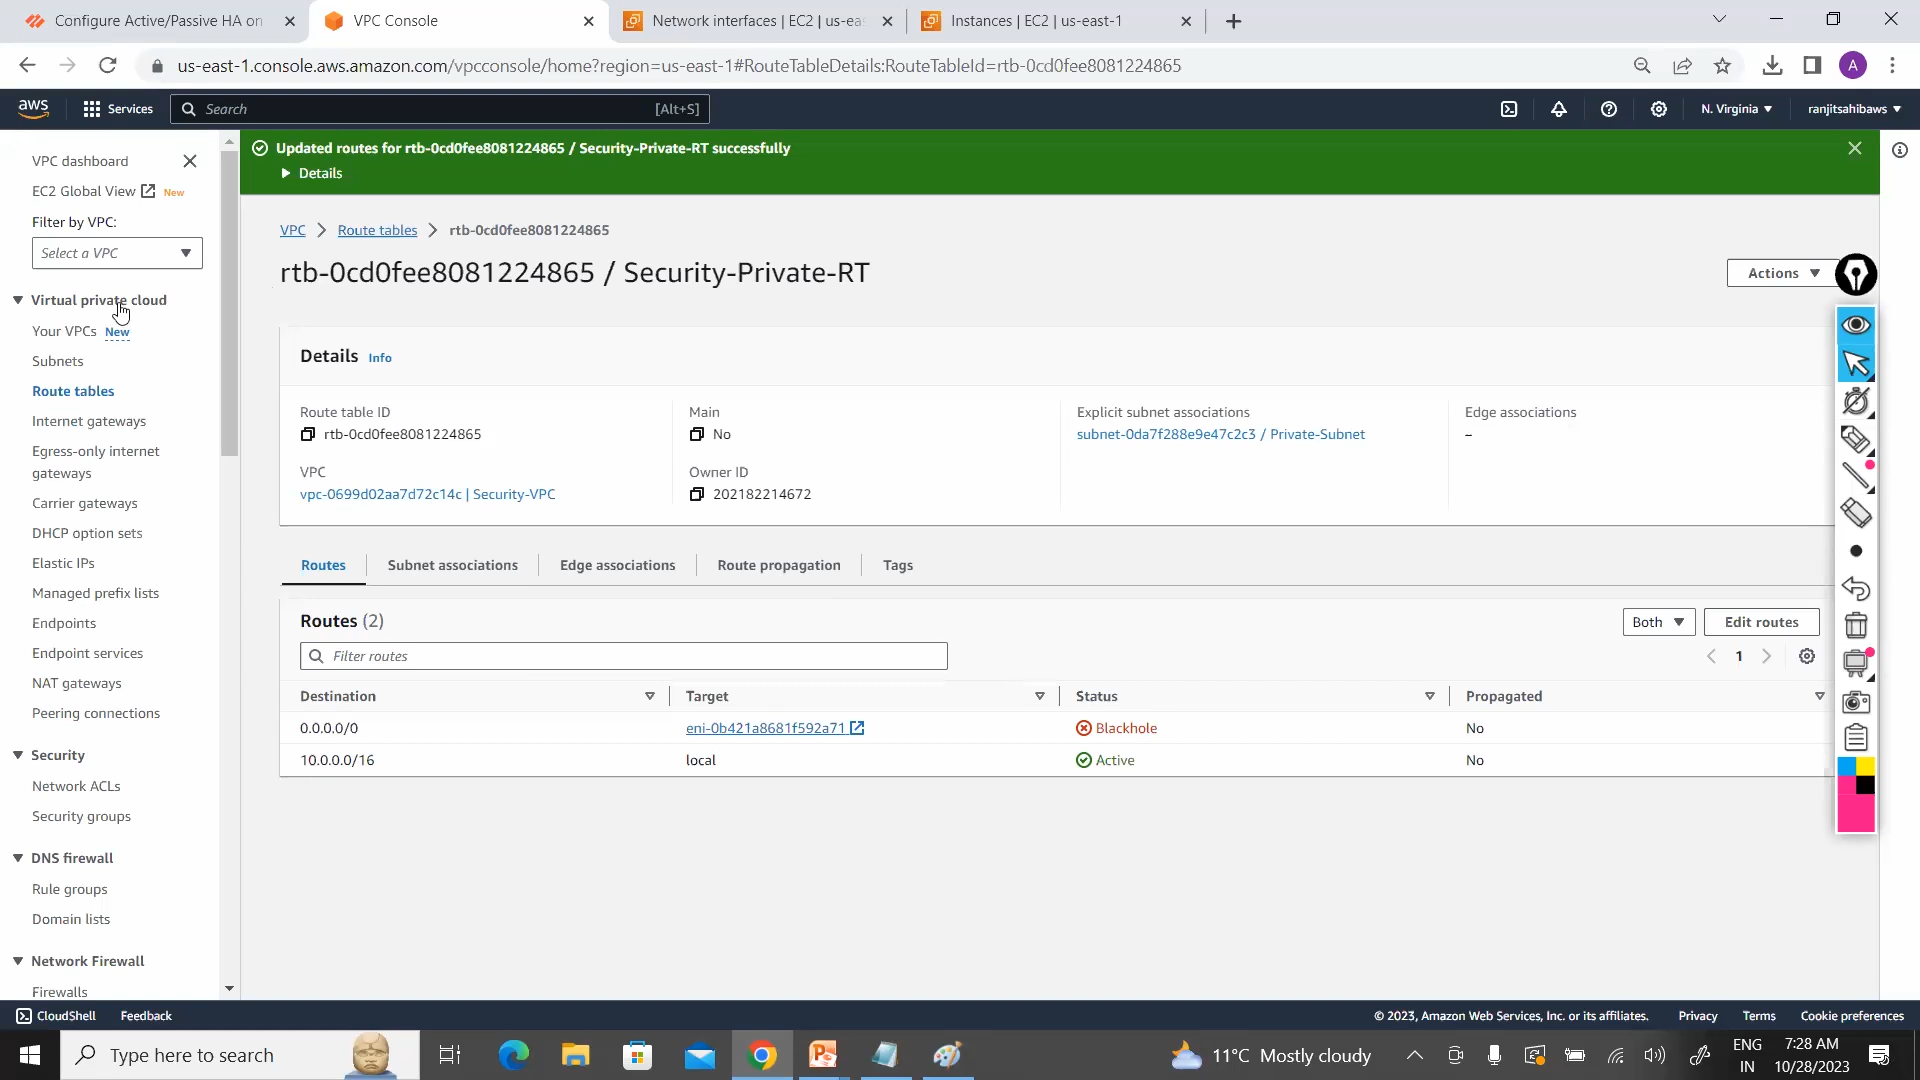 Configure Active/Passive HA on
VPC Console
Network interfaces | EC2 | us-eas
Instances | EC2 | us-east-1
us-east-1.console.aws.amazon.com/vpcconsole/home?region=us-east-1#RouteTableDetails:RouteTableId=rtb-0cd0fee8081224865
A
aws
Services
Search
[Alt+S]
N. Virginia
ranjitsahibaws
VPC dashboard
EC2 Global View New
Filter by VPC:
Select a VPC
Virtual private cloud
Your VPCs New
Subnets
Route tables
Internet gateways
Egress-only internet
gateways
Carrier gateways
DHCP option sets
Elastic IPs
Managed prefix lists
Endpoints
Endpoint services
NAT gateways
Peering connections
Security
Network ACLs
Security groups
DNS firewall
Rule groups
Domain lists
Network Firewall
Firewalls
Updated routes for rtb-0cd0fee8081224865 / Security-Private-RT successfully
Details
VPC
Route tables
rtb-0cd0fee8081224865
rtb-0cd0fee8081224865 / Security-Private-RT
Actions
Details Info
Route table ID
rtb-0cd0fee8081224865
Main
No
Explicit subnet associations
subnet-0da7f288e9e47c2c3 / Private-Subnet
Edge associations
–
VPC
vpc-0699d02aa7d72c14c | Security-VPC
Owner ID
202182214672
Routes
Subnet associations
Edge associations
Route propagation
Tags
Routes (2)
Both
Edit routes
Filter routes
1
Destination Target Status Propagated
0.0.0.0/0 eni-0b421a8681f592a71 Blackhole No
10.0.0.0/16 local Active No
CloudShell
Feedback
© 2023, Amazon Web Services, Inc. or its affiliates.
Privacy
Terms
Cookie preferences
Type here to search
11°C Mostly cloudy
ENG
IN
7:28 AM
10/28/2023